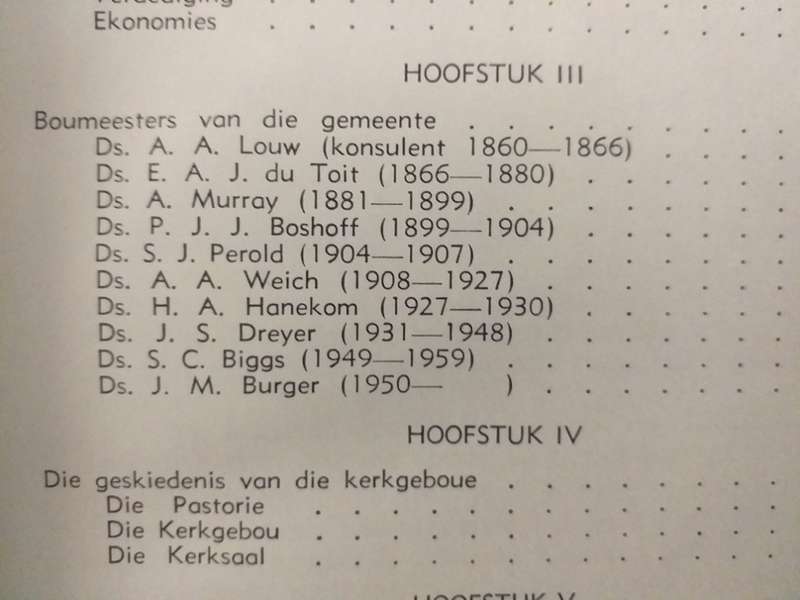 Ekonomies . . . . . . . . . .
HOOFSTUK III
Boumeesters van die gemeente . . . . . . . .
Ds. A. A. Louw (konsulent 1860—1866) . . . .
Ds. E. A. J. du Toit (1866—1880) . . . . .
Ds. A. Murray (1881—1899) . . . . . .
Ds. P. J. J. Boshoff (1899—1904) . . . . .
Ds. S. J. Perold (1904—1907) . . . . . .
Ds. A. A. Weich (1908—1927) . . . . . .
Ds. H. A. Hanekom (1927—1930) . . . . .
Ds. J. S. Dreyer (1931—1948) . . . . . .
Ds. S. C. Biggs (1949—1959) . . . . . .
Ds. J. M. Burger (1950— ) . . . . . .
HOOFSTUK IV
Die geskiedenis van die kerkgeboue . . . . . .
Die Pastorie . . . . . . . . . .
Die Kerkgebou . . . . . . . . . .
Die Kerksaal . . . . . . . . . .
HOOFSTUK V